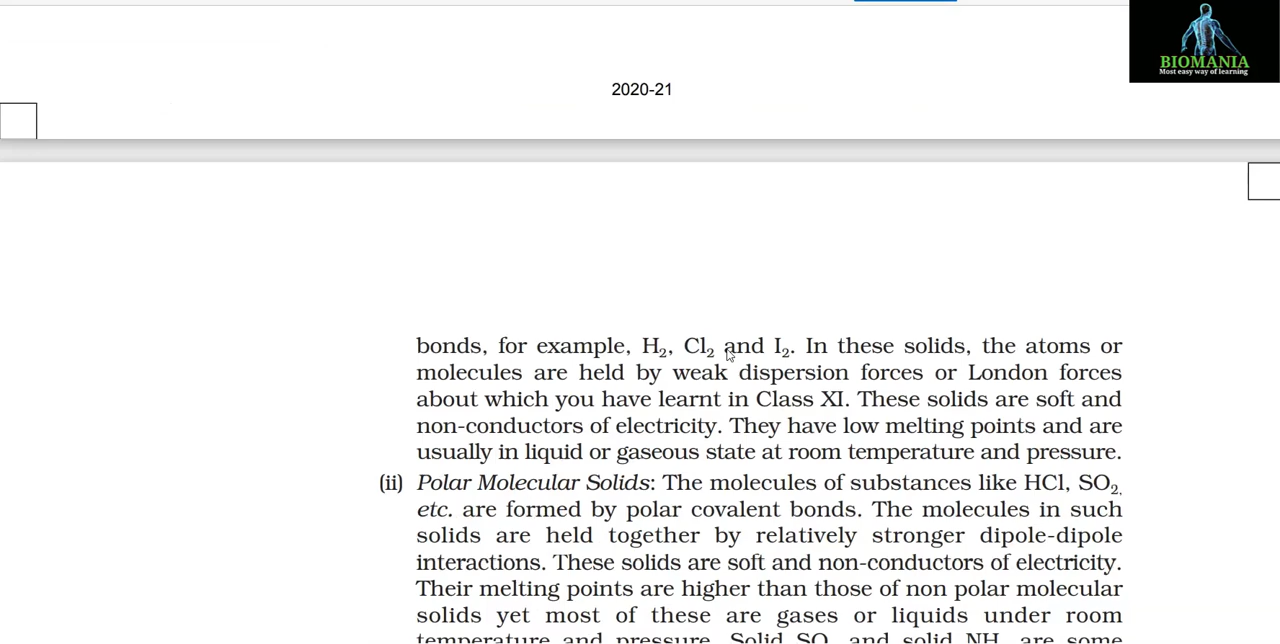 BIOMANIA
Most easy way of learning
2020-21
bonds, for example, H₂, Cl₂ and I₂. In these solids, the atoms or
molecules are held by weak dispersion forces or London forces
about which you have learnt in Class XI. These solids are soft and
non-conductors of electricity. They have low melting points and are
usually in liquid or gaseous state at room temperature and pressure.
(ii) Polar Molecular Solids: The molecules of substances like HCl, SO₂,
etc. are formed by polar covalent bonds. The molecules in such
solids are held together by relatively stronger dipole-dipole
interactions. These solids are soft and non-conductors of electricity.
Their melting points are higher than those of non polar molecular
solids yet most of these are gases or liquids under room
temperature and pressure. Solid SO₂ and solid NH₃ are some